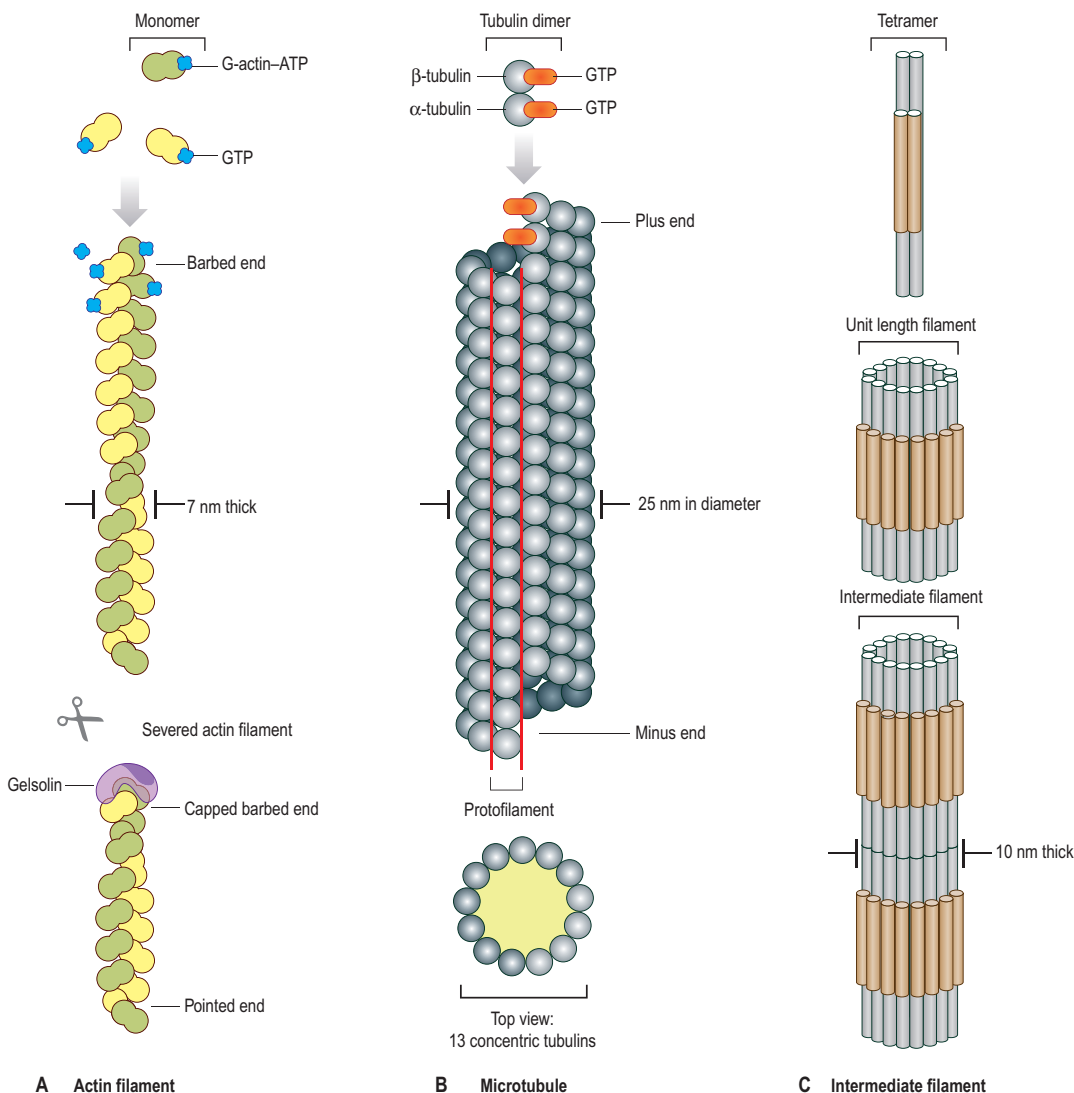 Monomer
G-actin–ATP
GTP
Barbed end
7 nm thick
Severed actin filament
Gelsolin
Capped barbed end
Pointed end
A Actin filament
Tubulin dimer
β-tubulin
GTP
α-tubulin
GTP
Plus end
25 nm in diameter
Minus end
Protofilament
Top view:
13 concentric tubulins
B Microtubule
Tetramer
Unit length filament
Intermediate filament
10 nm thick
C Intermediate filament